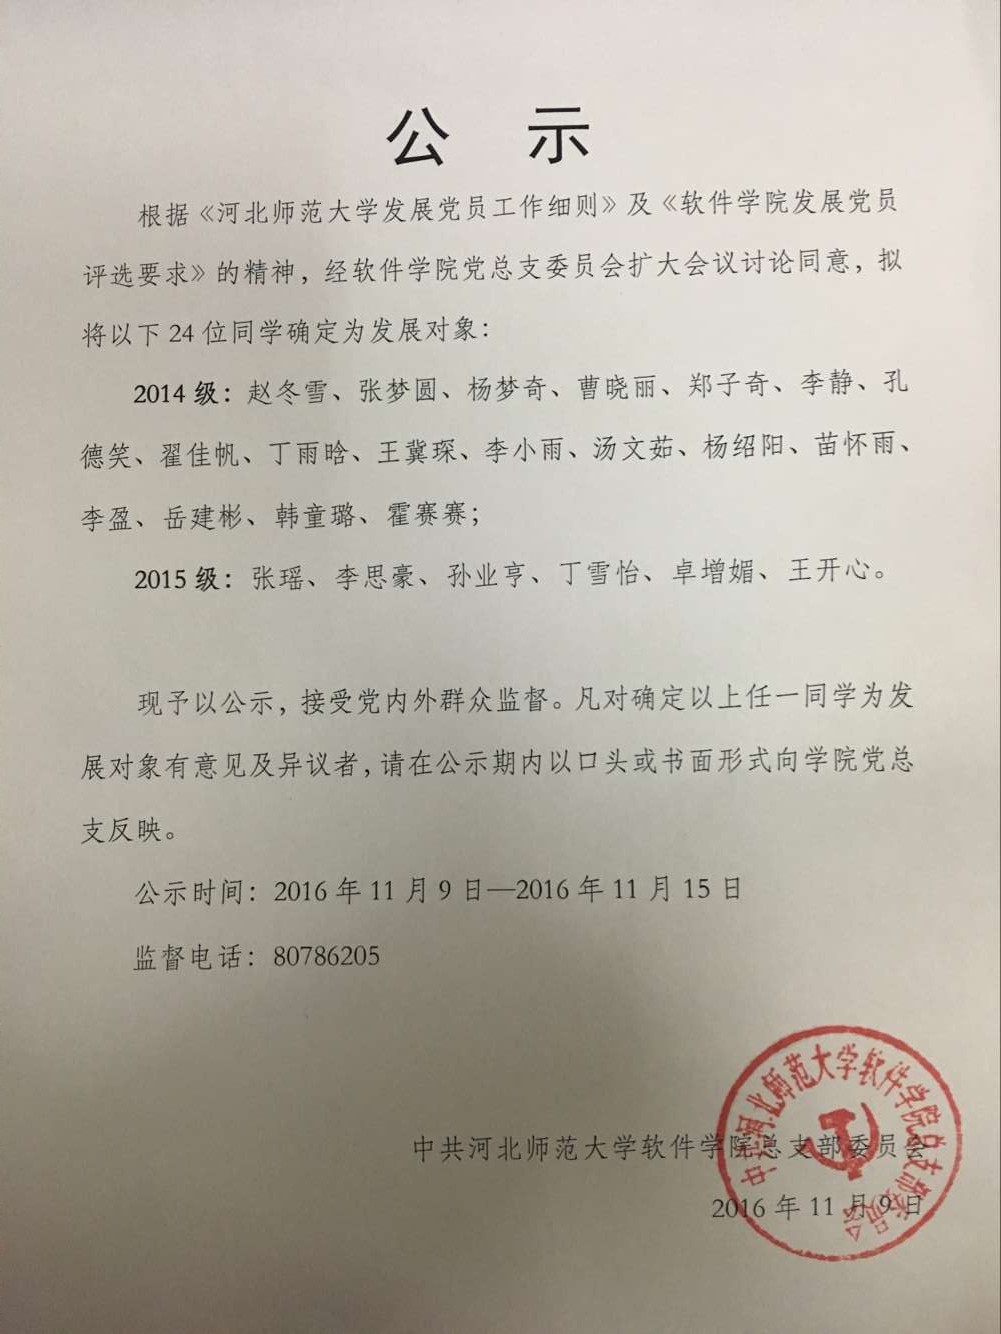 公 示
根据《河北师范大学发展党员工作细则》及《软件学院发展党员
评选要求》的精神，经软件学院党总支委员会扩大会议讨论同意，拟
将以下 24 位同学确定为发展对象：
2014 级：赵冬雪、张梦圆、杨梦奇、曹晓丽、郑子奇、李静、孔
德笑、翟佳帆、丁雨晗、王冀琛、李小雨、汤文茹、杨绍阳、苗怀雨、
李盈、岳建彬、韩童璐、霍赛赛；
2015 级：张瑶、李思豪、孙业亨、丁雪怡、卓增媚、王开心。
现予以公示，接受党内外群众监督。凡对确定以上任一同学为发
展对象有意见及异议者，请在公示期内以口头或书面形式向学院党总
支反映。
公示时间：2016 年 11 月 9 日—2016 年 11 月 15 日
监督电话：80786205
中共河北师范大学软件学院总支部委员会
2016 年 11 月 9 日
中共河北师范大学软件学院总支部委员会